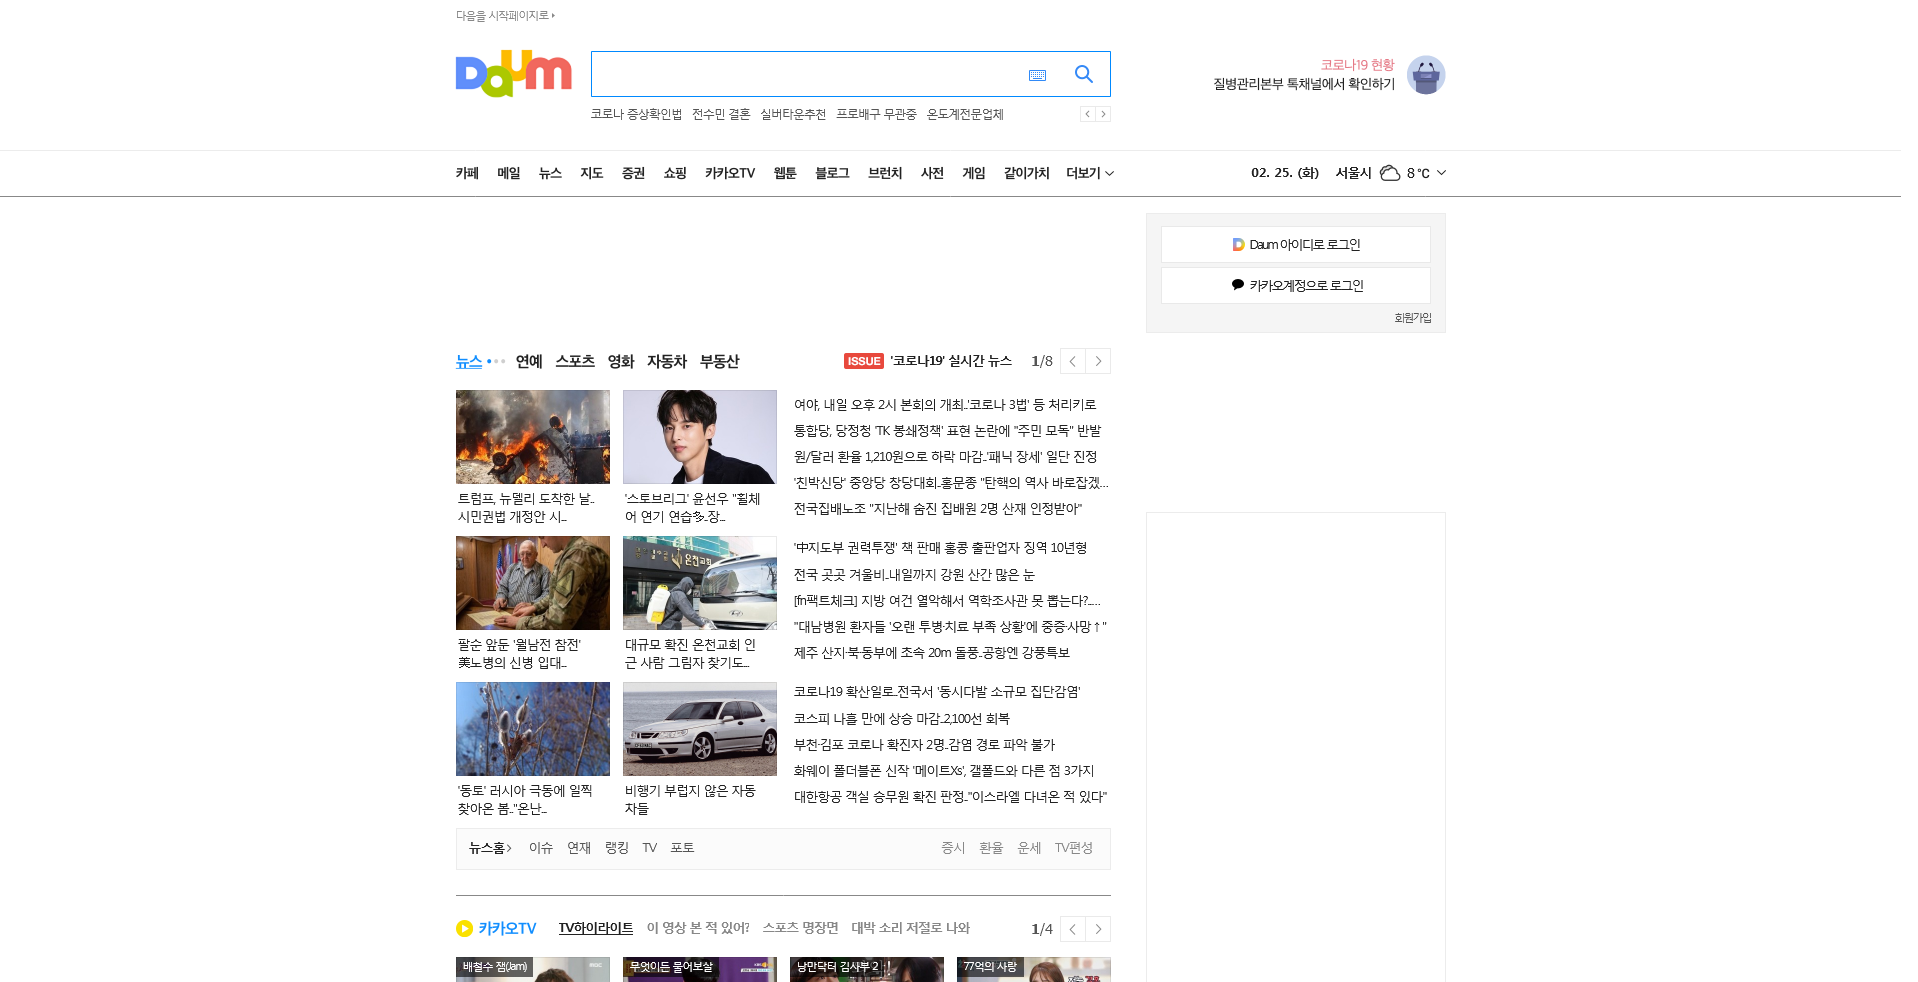 다음을 시작페이지로
Daum
코로나19 현황
질병관리본부 톡채널에서 확인하기
코로나 증상확인법 전수민 결혼 실버타운추천 프로배구 무관중 온도계전문업체
카페 메일 뉴스 지도 증권 쇼핑 카카오TV 웹툰 블로그 브런치 사전 게임 같이가치 더보기
02. 25. (화) 서울시 8 ℃
Daum 아이디로 로그인
카카오계정으로 로그인
회원가입
뉴스 연예 스포츠 영화 자동차 부동산
ISSUE '코로나19' 실시간 뉴스 1/8
트럼프, 뉴델리 도착한 날..
시민권법 개정안 시...
'스토브리그' 윤선우 "휠체
어 연기 연습多..장...
팔순 앞둔 '월남전 참전'
美노병의 신병 입대...
대규모 확진 온천교회 인
근 사람 그림자 찾기도...
'동토' 러시아 극동에 일찍
찾아온 봄.."온난...
비행기 부럽지 않은 자동
차들
여야, 내일 오후 2시 본회의 개최..'코로나 3법' 등 처리키로
통합당, 당정청 'TK 봉쇄정책' 표현 논란에 "주민 모독" 반발
원/달러 환율 1,210원으로 하락 마감..'패닉 장세' 일단 진정
'친박신당' 중앙당 창당대회..홍문종 "탄핵의 역사 바로잡겠...
전국집배노조 "지난해 숨진 집배원 2명 산재 인정받아"
'中지도부 권력투쟁' 책 판매 홍콩 출판업자 징역 10년형
전국 곳곳 겨울비..내일까지 강원 산간 많은 눈
[fn팩트체크] 지방 여건 열악해서 역학조사관 못 뽑는다?.....
"대남병원 환자들 '오랜 투병·치료 부족 상황'에 중증·사망↑"
제주 산지·북·동부에 초속 20m 돌풍..공항엔 강풍특보
코로나19 확산일로..전국서 '동시다발 소규모 집단감염'
코스피 나흘 만에 상승 마감..2,100선 회복
부천·김포 코로나 확진자 2명..감염 경로 파악 불가
화웨이 폴더블폰 신작 '메이트Xs', 갤폴드와 다른 점 3가지
대한항공 객실 승무원 확진 판정.."이스라엘 다녀온 적 있다"
뉴스홈 이슈 연재 랭킹 TV 포토 증시 환율 운세 TV편성
카카오TV TV하이라이트 이 영상 본 적 있어? 스포츠 명장면 대박 소리 저절로 나와 1/4
배철수 잼(Jam) 무엇이든 물어보살 낭만닥터 김사부 2 77억의 사랑